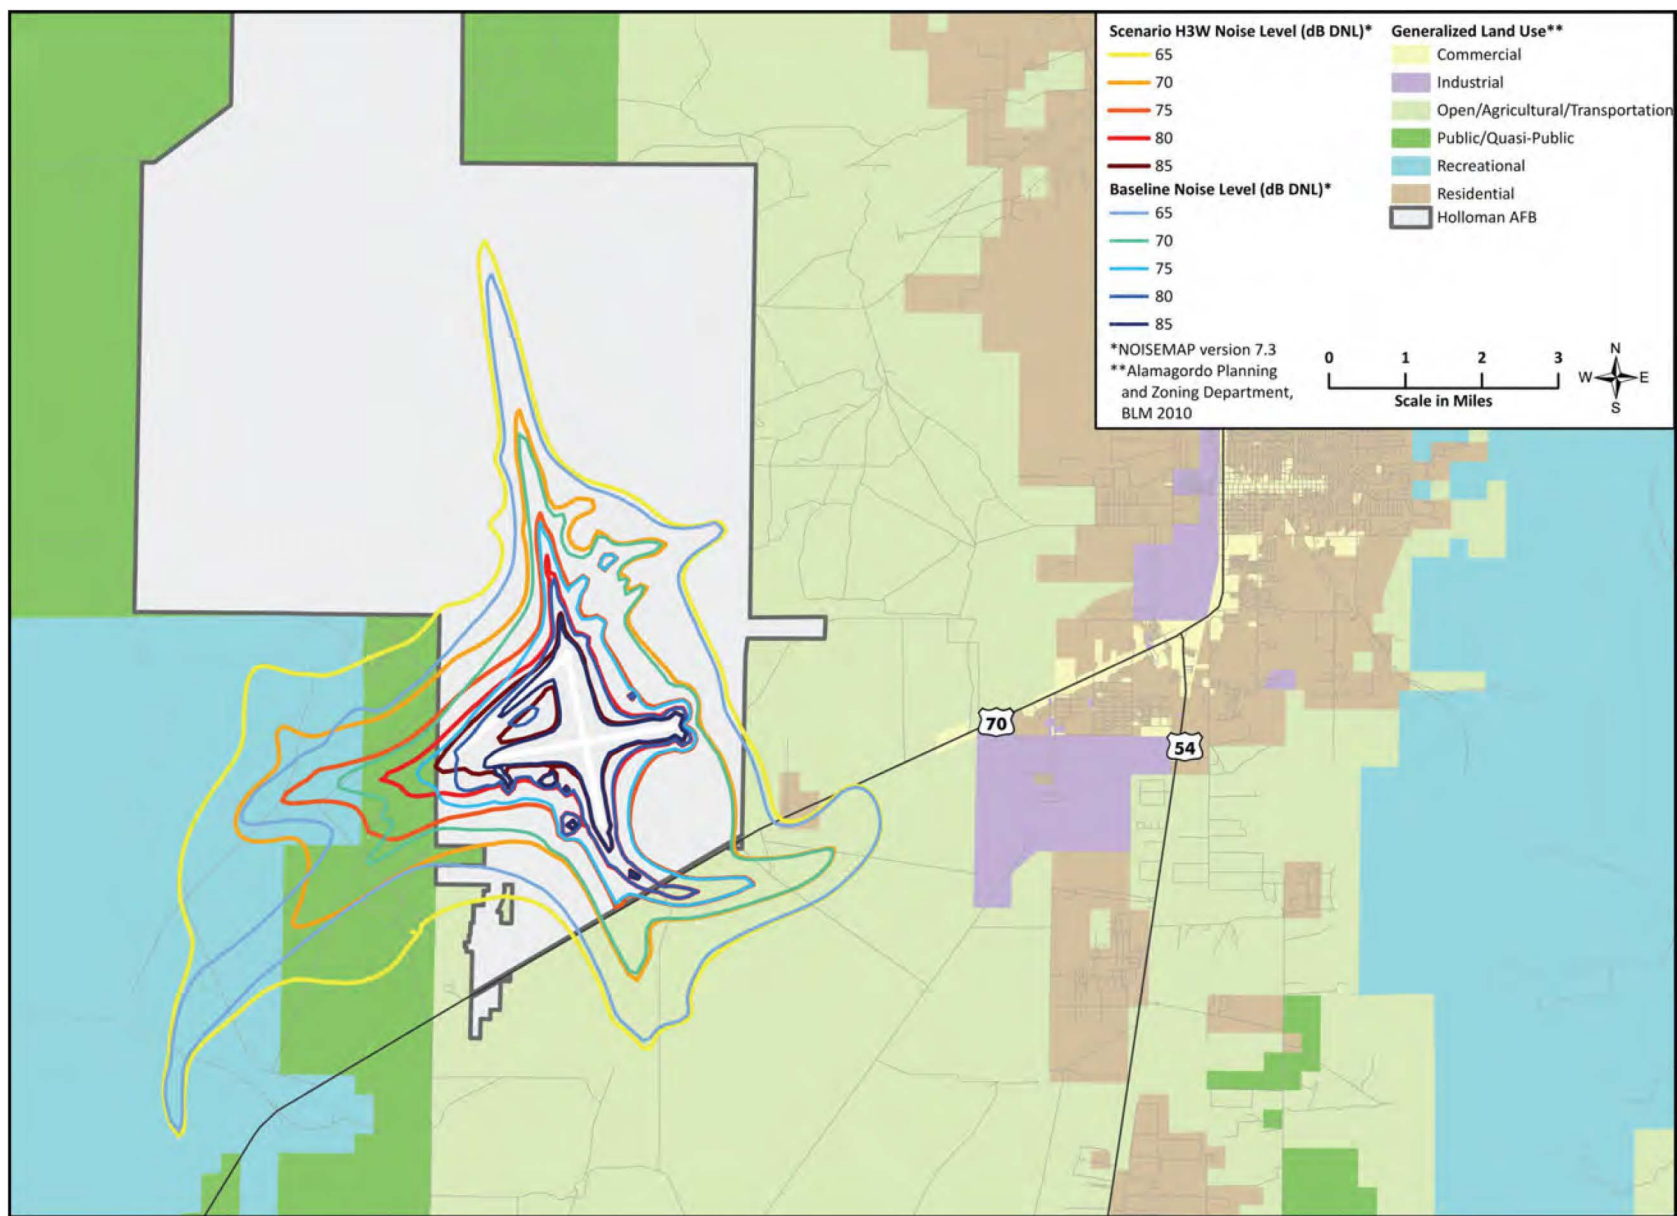 Scenario H3W Noise Level (dB DNL)*
65
70
75
80
85
Baseline Noise Level (dB DNL)*
65
70
75
80
85
*NOISEMAP version 7.3
**Alamagordo Planning
and Zoning Department,
BLM 2010
Generalized Land Use**
Commercial
Industrial
Open/Agricultural/Transportation
Public/Quasi-Public
Recreational
Residential
Holloman AFB
0 1 2 3
Scale in Miles
N
W E
S
70
54